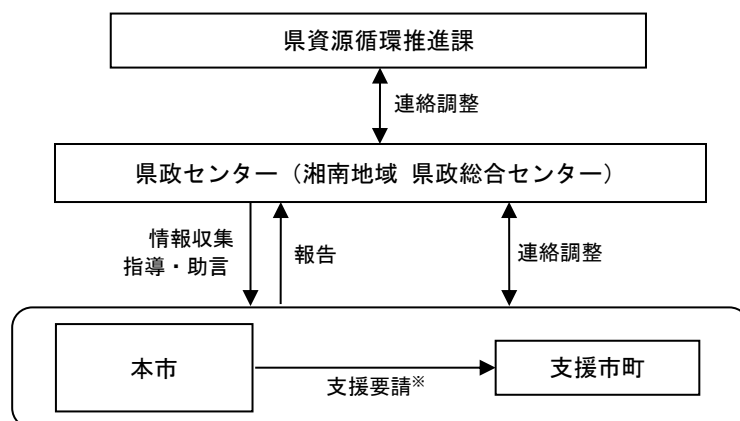 県資源循環推進課
連絡調整
県政センター（湘南地域 県政総合センター）
情報収集
指導・助言
報告
連絡調整
本市
支援要請※
支援市町